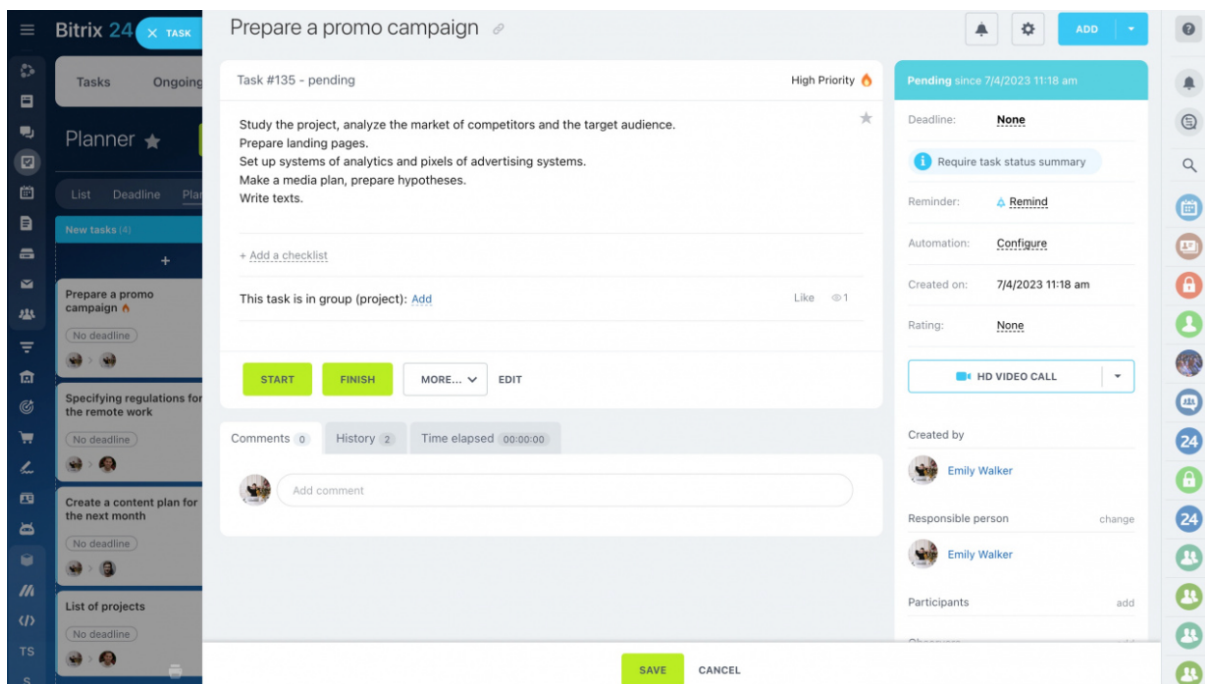 Bitrix 24
TASK
Tasks Ongoing
Planner
List Deadline Plan
New tasks (4)
+
Prepare a promo
campaign
No deadline
Specifying regulations for
the remote work
No deadline
Create a content plan for
the next month
No deadline
List of projects
No deadline
TS
S
Prepare a promo campaign
ADD
Task #135 - pending
High Priority
Study the project, analyze the market of competitors and the target audience.
Prepare landing pages.
Set up systems of analytics and pixels of advertising systems.
Make a media plan, prepare hypotheses.
Write texts.
+ Add a checklist
This task is in group (project): Add
Like 1
START FINISH MORE... EDIT
Comments 0 History 2 Time elapsed 00:00:00
Add comment
Pending since 7/4/2023 11:18 am
Deadline: None
Require task status summary
Reminder: Remind
Automation: Configure
Created on: 7/4/2023 11:18 am
Rating: None
HD VIDEO CALL
Created by
Emily Walker
Responsible person change
Emily Walker
Participants add
SAVE CANCEL
24
24